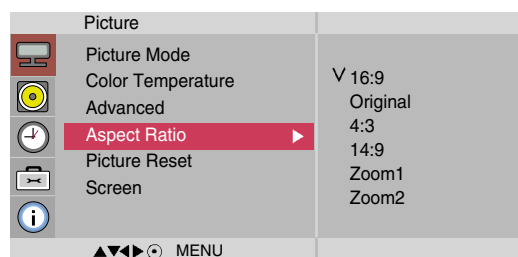 Picture
Picture Mode
Color Temperature
Advanced
Aspect Ratio
Picture Reset
Screen
16:9
Original
4:3
14:9
Zoom1
Zoom2
MENU